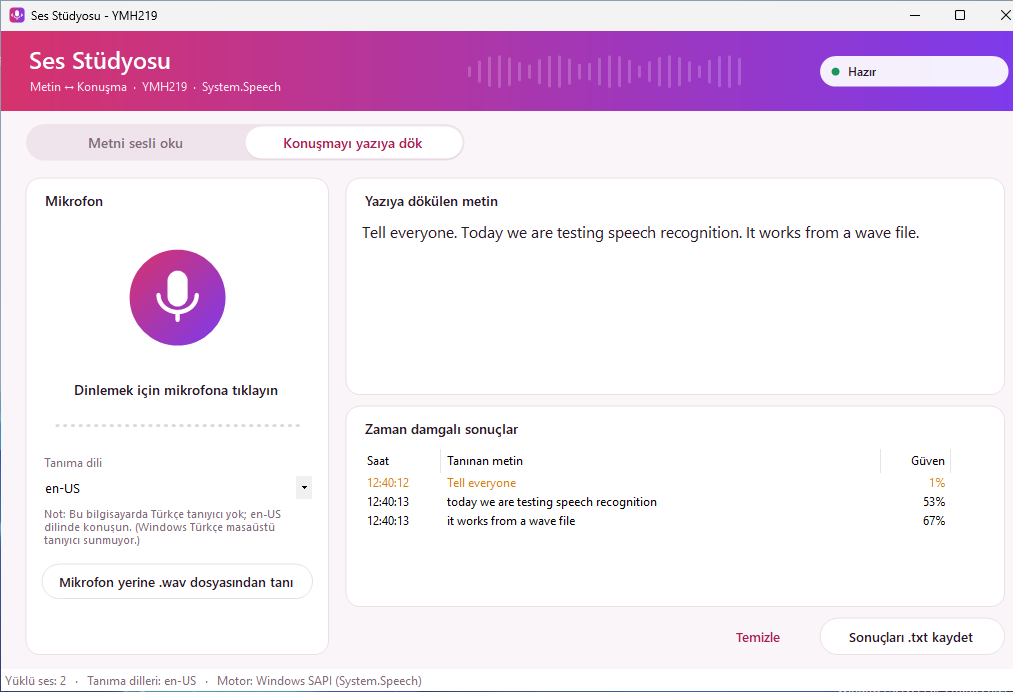 Ses Stüdyosu - YMH219
Ses Stüdyosu
Metin ↔ Konuşma · YMH219 · System.Speech
Hazır
Metni sesli oku
Konuşmayı yazıya dök
Mikrofon
Dinlemek için mikrofona tıklayın
Tanıma dili
en-US
Not: Bu bilgisayarda Türkçe tanıyıcı yok; en-US
dilinde konuşun. (Windows Türkçe masaüstü
tanıyıcı sunmuyor.)
Mikrofon yerine .wav dosyasından tanı
Yazıya dökülen metin
Tell everyone. Today we are testing speech recognition. It works from a wave file.
Zaman damgalı sonuçlar
Saat Tanınan metin Güven
12:40:12 Tell everyone 1%
12:40:13 today we are testing speech recognition 53%
12:40:13 it works from a wave file 67%
Temizle
Sonuçları .txt kaydet
Yüklü ses: 2 · Tanıma dilleri: en-US · Motor: Windows SAPI (System.Speech)